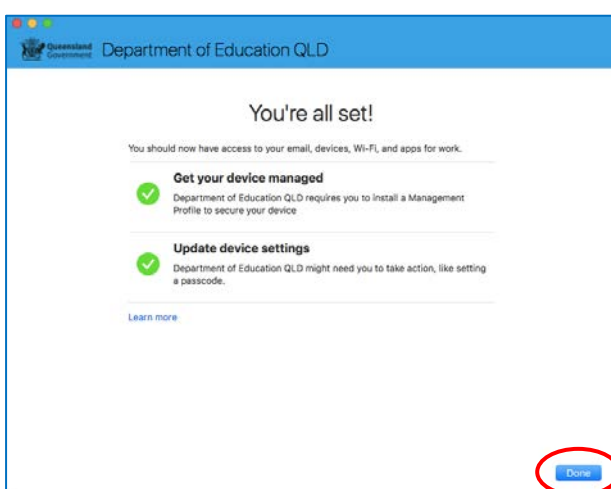 Queensland
Government
Department of Education QLD
You're all set!
You should now have access to your email, devices, Wi-Fi, and apps for work.
Get your device managed
Department of Education QLD requires you to install a Management
Profile to secure your device
Update device settings
Department of Education QLD might need you to take action, like setting
a passcode.
Learn more
Done